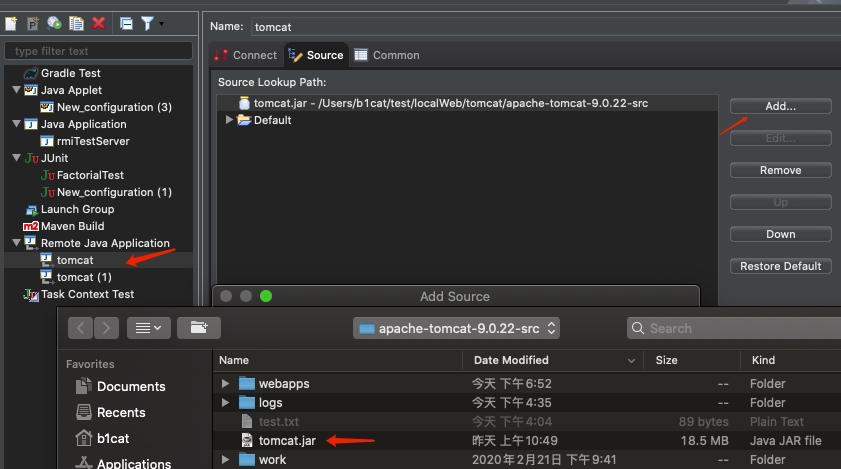 Name: tomcat
type filter text
Connect Source Common
Gradle Test
Java Applet
New_configuration (3)
Java Application
rmiTestServer
JUnit
FactorialTest
New_configuration (1)
Launch Group
Maven Build
Remote Java Application
tomcat
tomcat (1)
Task Context Test
Source Lookup Path:
tomcat.jar - /Users/b1cat/test/localWeb/tomcat/apache-tomcat-9.0.22-src
Default
Add...
Edit...
Remove
Up
Down
Restore Default
Add Source
apache-tomcat-9.0.22-src
Search
Favorites
Documents
Recents
b1cat
Applications
Name Date Modified Size Kind
webapps 今天 下午6:52 -- Folder
logs 今天 下午4:35 -- Folder
test.txt 今天 下午4:04 89 bytes Plain Text
tomcat.jar 昨天 上午10:49 18.5 MB Java JAR file
work 2020年2月21日 下午9:41 -- Folder